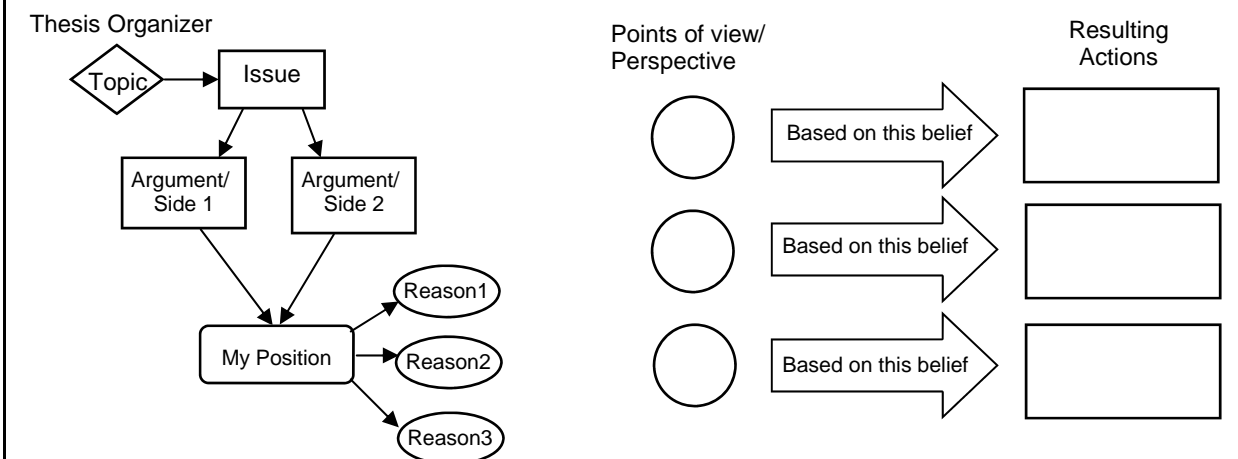 Thesis Organizer
Topic
Issue
Argument/
Side 1
Argument/
Side 2
My Position
Reason1
Reason2
Reason3
Points of view/
Perspective
Resulting
Actions
Based on this belief
Based on this belief
Based on this belief